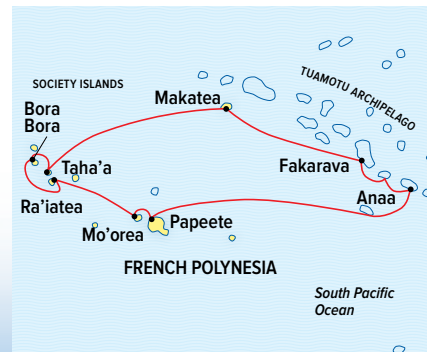 SOCIETY ISLANDS
TUAMOTU ARCHIPELAGO
Makatea
Bora
Bora
Taha’a
Fakarava
Anaa
Ra’iatea
Mo’orea
Papeete
FRENCH POLYNESIA
South Pacific
Ocean